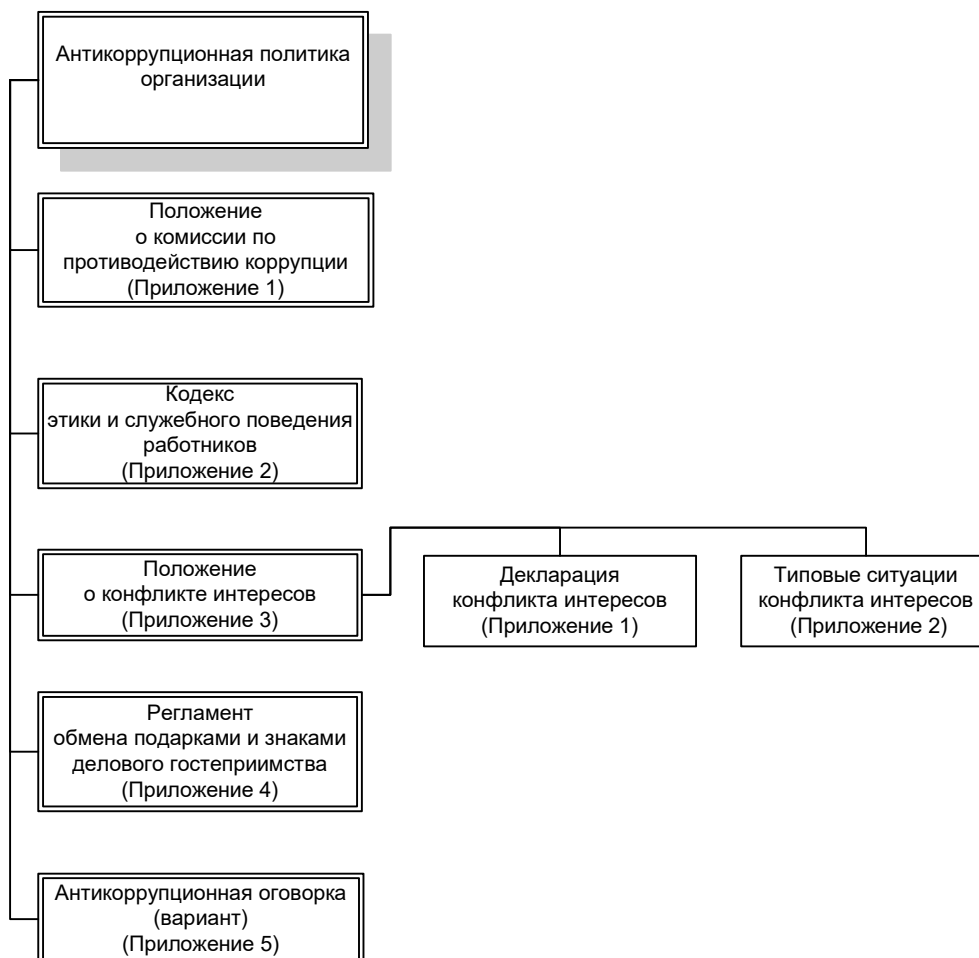 Антикоррупционная политика
организации
Положение
о комиссии по
противодействию коррупции
(Приложение 1)
Кодекс
этики и служебного поведения
работников
(Приложение 2)
Положение
о конфликте интересов
(Приложение 3)
Декларация
конфликта интересов
(Приложение 1)
Типовые ситуации
конфликта интересов
(Приложение 2)
Регламент
обмена подарками и знаками
делового гостеприимства
(Приложение 4)
Антикоррупционная оговорка
(вариант)
(Приложение 5)